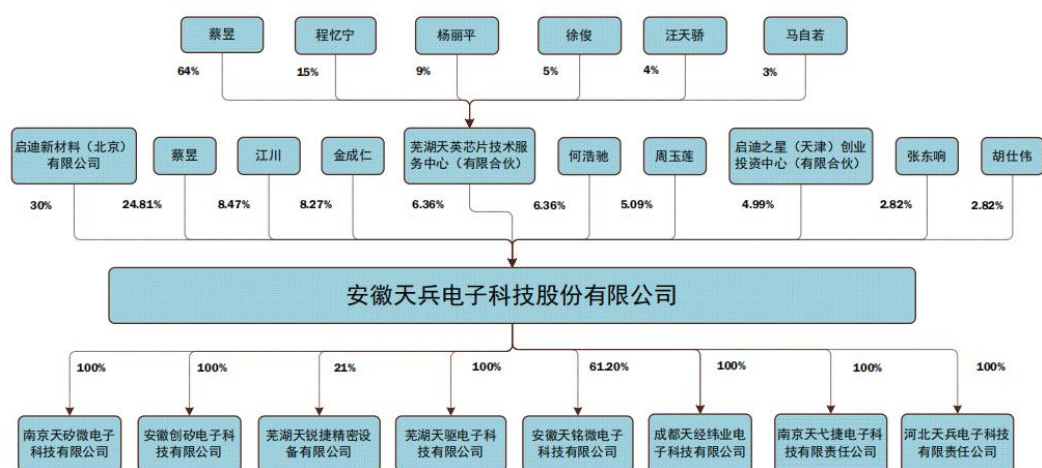 蔡昱
程忆宁
杨丽平
徐俊
汪天骄
马自若
64%
15%
9%
5%
4%
3%
启迪新材料（北京）
有限公司
蔡昱
江川
金成仁
芜湖天英芯片技术服
务中心（有限合伙）
何浩驰
周玉莲
启迪之星（天津）创业
投资中心（有限合伙）
张东响
胡仕伟
30%
24.81%
8.47%
8.27%
6.36%
6.36%
5.09%
4.99%
2.82%
2.82%
安徽天兵电子科技股份有限公司
100%
100%
21%
100%
61.20%
100%
100%
100%
南京天矽微电子
科技有限公司
安徽创矽电子科
技有限公司
芜湖天锐捷精密设
备有限公司
芜湖天驱电子科
技有限公司
安徽天铭微电子
科技有限公司
成都天经纬业电
子科技有限公司
南京天弋捷电子科
技有限责任公司
河北天兵电子科技
有限责任公司